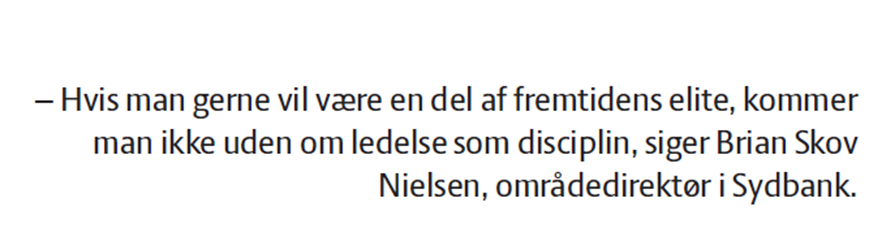 – Hvis man gerne vil være en del af fremtidens elite, kommer
man ikke uden om ledelse som disciplin, siger Brian Skov
Nielsen, områdedirektør i Sydbank.